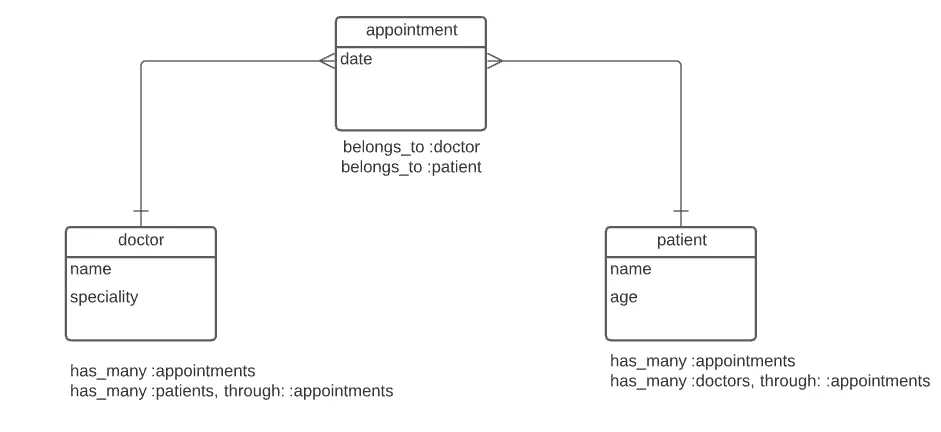 appointment
date
belongs_to :doctor
belongs_to :patient
doctor
name
speciality
has_many :appointments
has_many :patients, through: :appointments
patient
name
age
has_many :appointments
has_many :doctors, through: :appointments